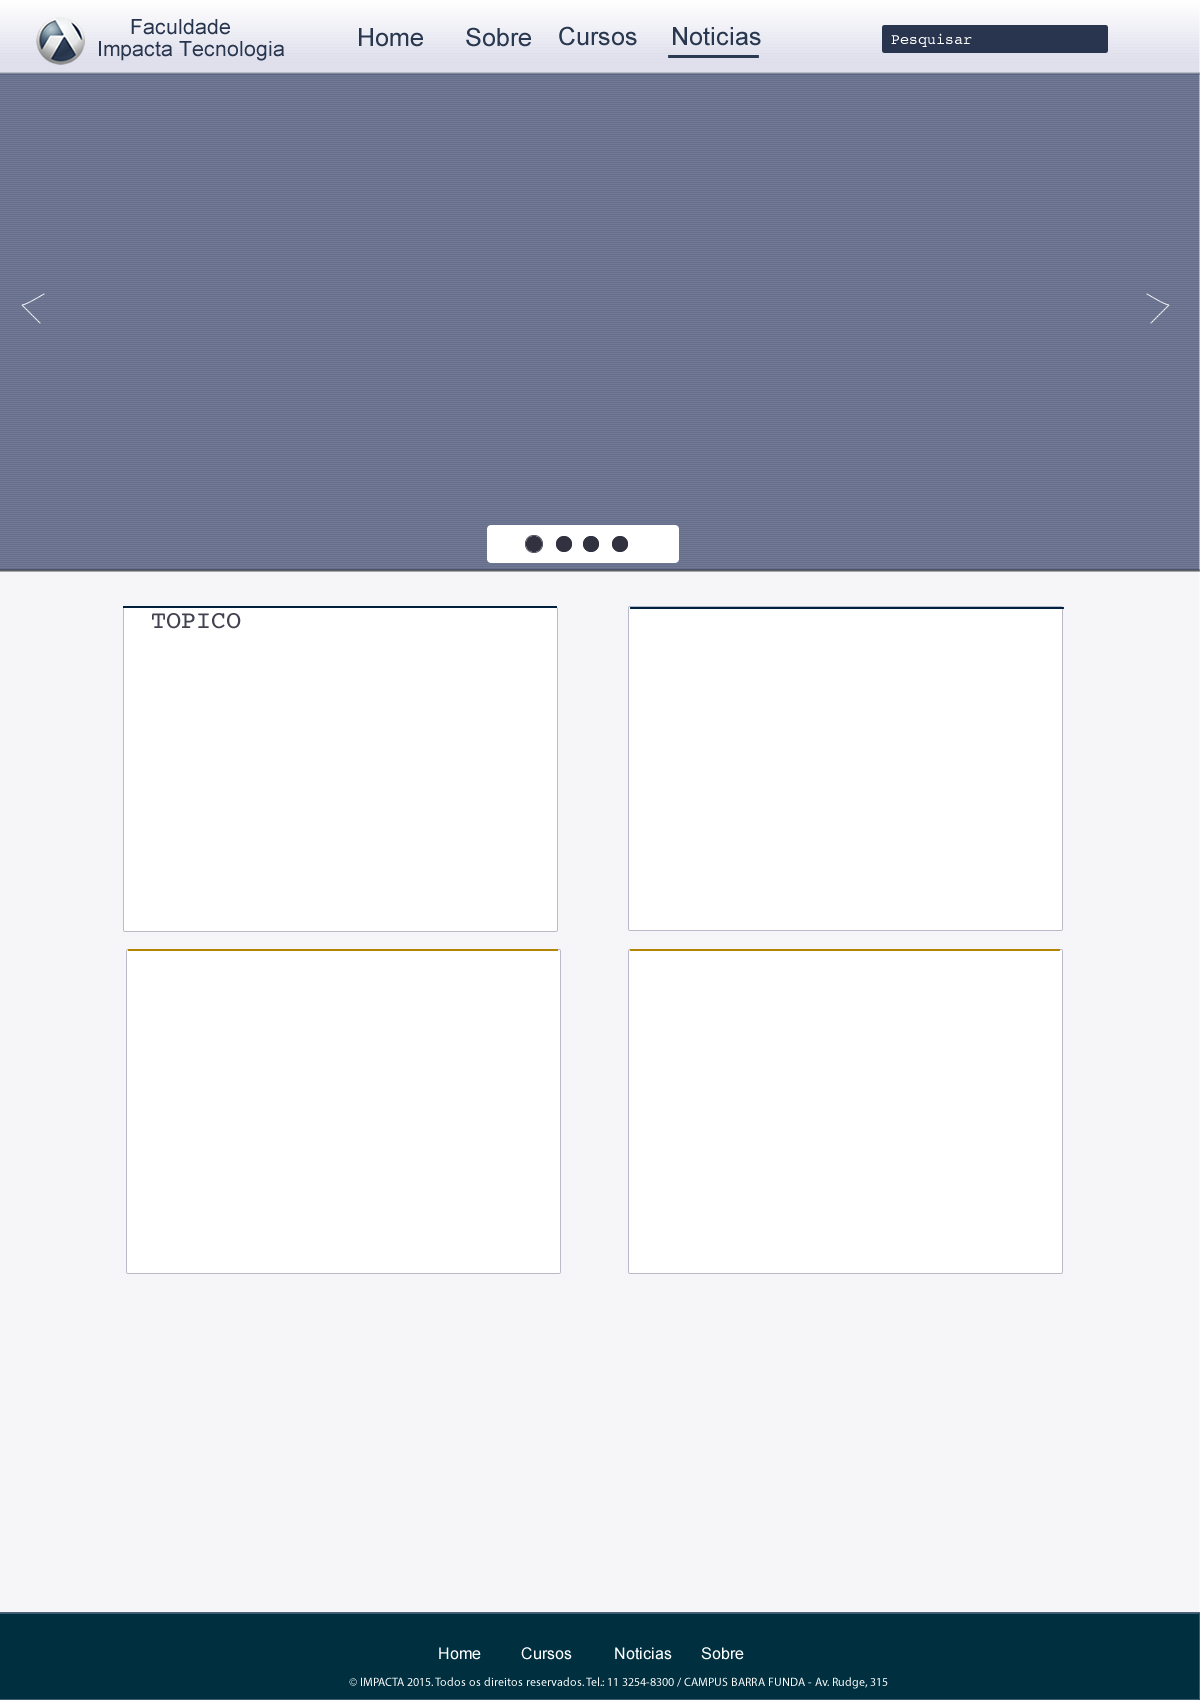 Faculdade
Impacta Tecnologia
Home Sobre Cursos Noticias
Pesquisar
TOPICO
Home Cursos Noticias Sobre
© IMPACTA 2015. Todos os direitos reservados. Tel.: 11 3254-8300 / CAMPUS BARRA FUNDA - Av. Rudge, 315